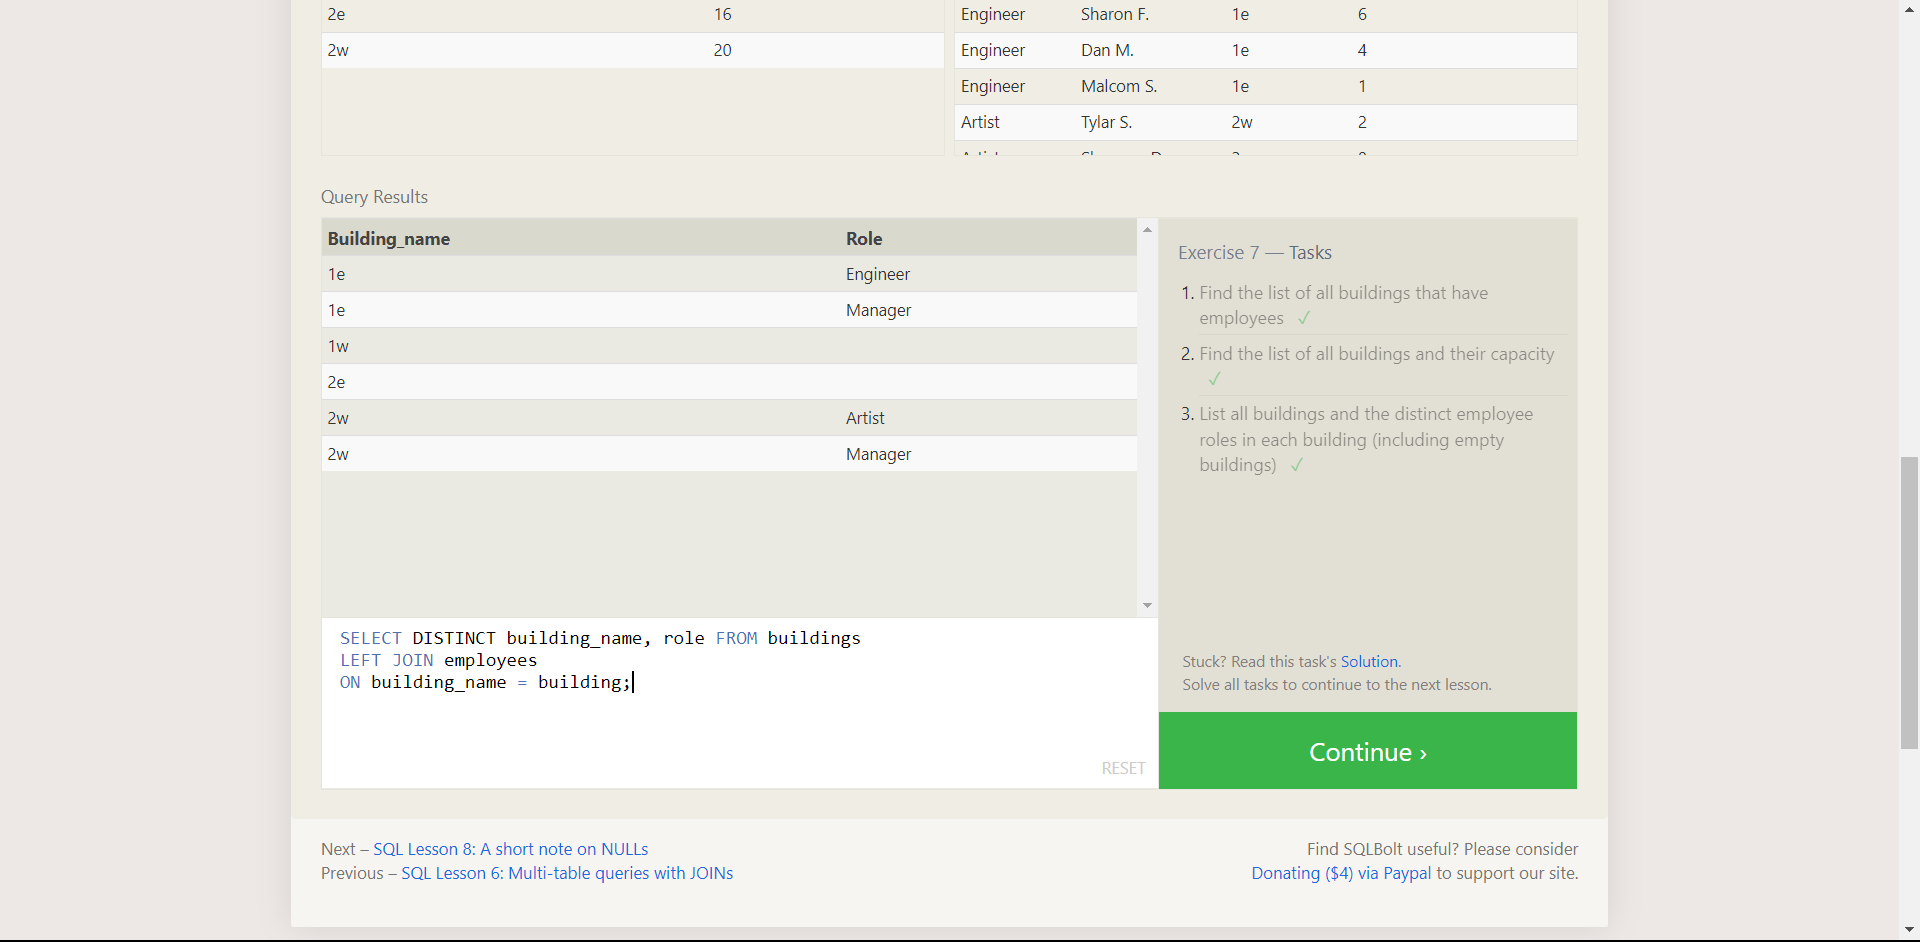 2e 16
2w 20
Engineer Sharon F. 1e 6
Engineer Dan M. 1e 4
Engineer Malcom S. 1e 1
Artist Tylar S. 2w 2
Query Results
Building_name Role
1e Engineer
1e Manager
1w
2e
2w Artist
2w Manager
SELECT DISTINCT building_name, role FROM buildings
LEFT JOIN employees
ON building_name = building;
RESET
Exercise 7 — Tasks
1. Find the list of all buildings that have
employees ✓
2. Find the list of all buildings and their capacity
✓
3. List all buildings and the distinct employee
roles in each building (including empty
buildings) ✓
Stuck? Read this task's Solution.
Solve all tasks to continue to the next lesson.
Continue ›
Next – SQL Lesson 8: A short note on NULLs
Previous – SQL Lesson 6: Multi-table queries with JOINs
Find SQLBolt useful? Please consider
Donating ($4) via Paypal to support our site.